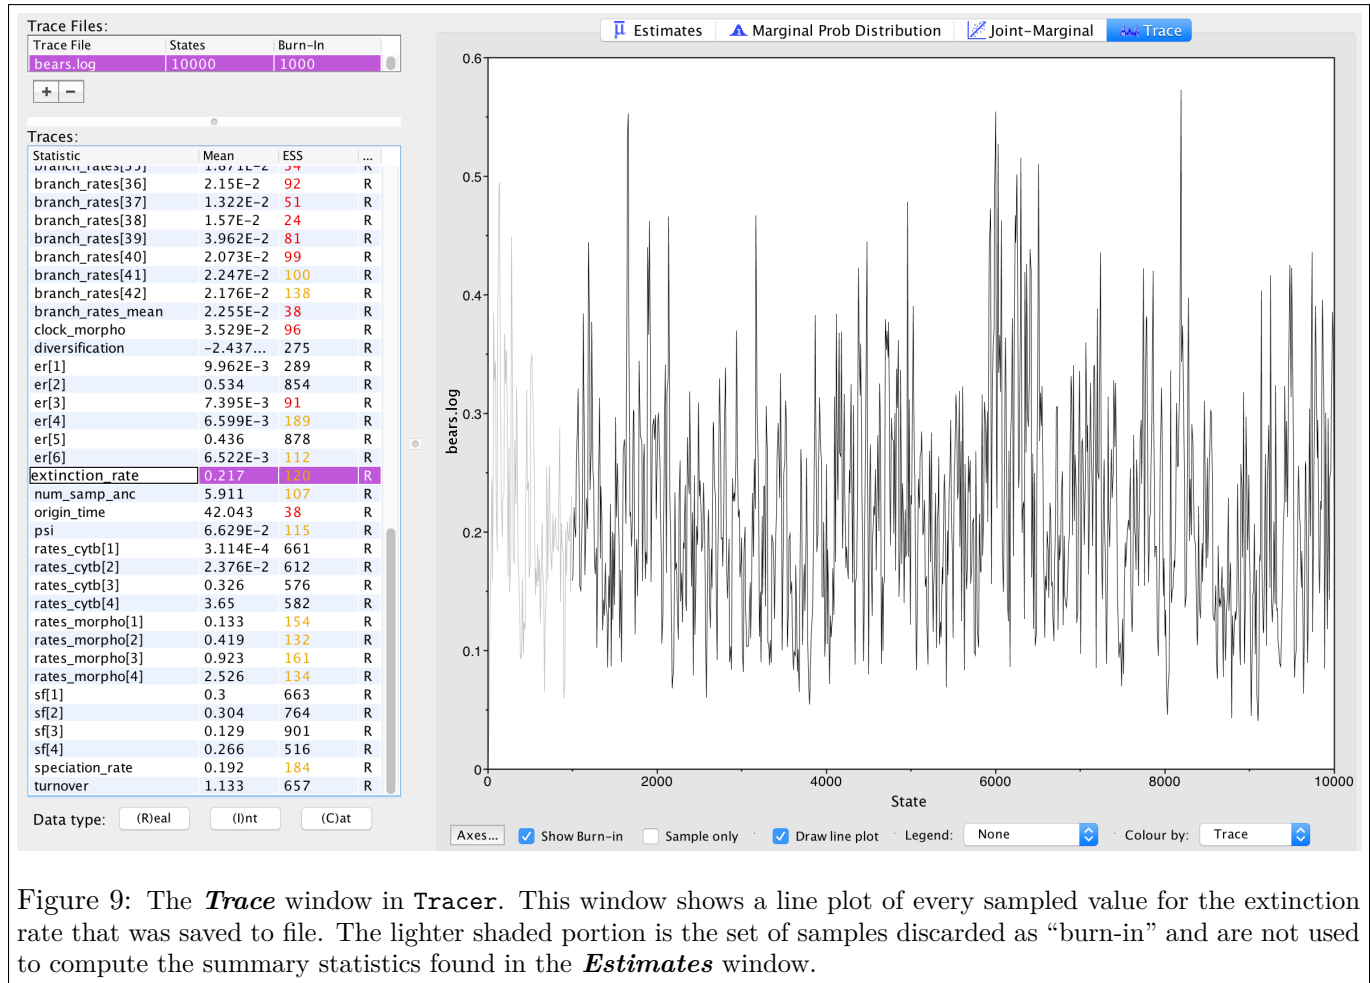 Trace Files:
Trace File States Burn-In
bears.log 10000 1000
+ −
Traces:
Statistic Mean ESS ...
branch_rates[35] 1.871E-2 54 R
branch_rates[36] 2.15E-2 92 R
branch_rates[37] 1.322E-2 51 R
branch_rates[38] 1.57E-2 24 R
branch_rates[39] 3.962E-2 81 R
branch_rates[40] 2.073E-2 99 R
branch_rates[41] 2.247E-2 100 R
branch_rates[42] 2.176E-2 138 R
branch_rates_mean 2.255E-2 38 R
clock_morpho 3.529E-2 96 R
diversification −2.437... 275 R
er[1] 9.962E-3 289 R
er[2] 0.534 854 R
er[3] 7.395E-3 91 R
er[4] 6.599E-3 189 R
er[5] 0.436 878 R
er[6] 6.522E-3 112 R
extinction_rate 0.217 120 R
num_samp_anc 5.911 107 R
origin_time 42.043 38 R
psi 6.629E-2 115 R
rates_cytb[1] 3.114E-4 661 R
rates_cytb[2] 2.376E-2 612 R
rates_cytb[3] 0.326 576 R
rates_cytb[4] 3.65 582 R
rates_morpho[1] 0.133 154 R
rates_morpho[2] 0.419 132 R
rates_morpho[3] 0.923 161 R
rates_morpho[4] 2.526 134 R
sf[1] 0.3 663 R
sf[2] 0.304 764 R
sf[3] 0.129 901 R
sf[4] 0.266 516 R
speciation_rate 0.192 184 R
turnover 1.133 657 R
Data type: (R)eal (I)nt (C)at
Estimates Marginal Prob Distribution Joint-Marginal Trace
0.6
0.5
0.4
0.3
0.2
0.1
0
bears.log
0 2000 4000 6000 8000 10000
State
Axes... Show Burn-in Sample only Draw line plot Legend: None Colour by: Trace
Figure 9: The Trace window in Tracer. This window shows a line plot of every sampled value for the extinction
rate that was saved to file. The lighter shaded portion is the set of samples discarded as “burn-in” and are not used
to compute the summary statistics found in the Estimates window.